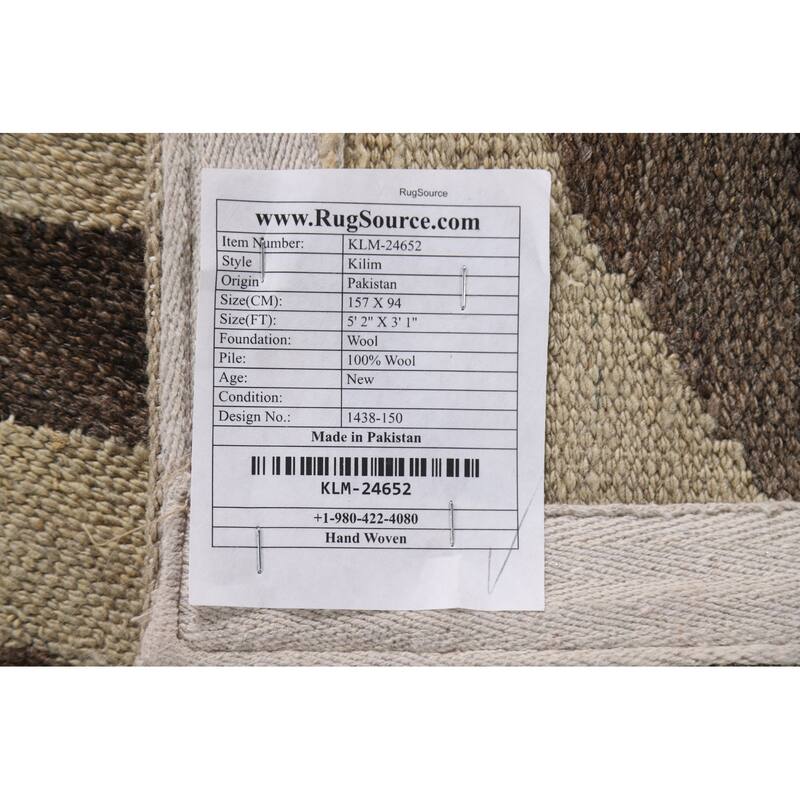 RugSource
www.RugSource.com
Item Number: KLM-24652
Style Kilim
Origin Pakistan
Size(CM): 157 X 94
Size(FT): 5' 2" X 3' 1"
Foundation: Wool
Pile: 100% Wool
Age: New
Condition:
Design No.: 1438-150
Made in Pakistan
KLM-24652
+1-980-422-4080
Hand Woven